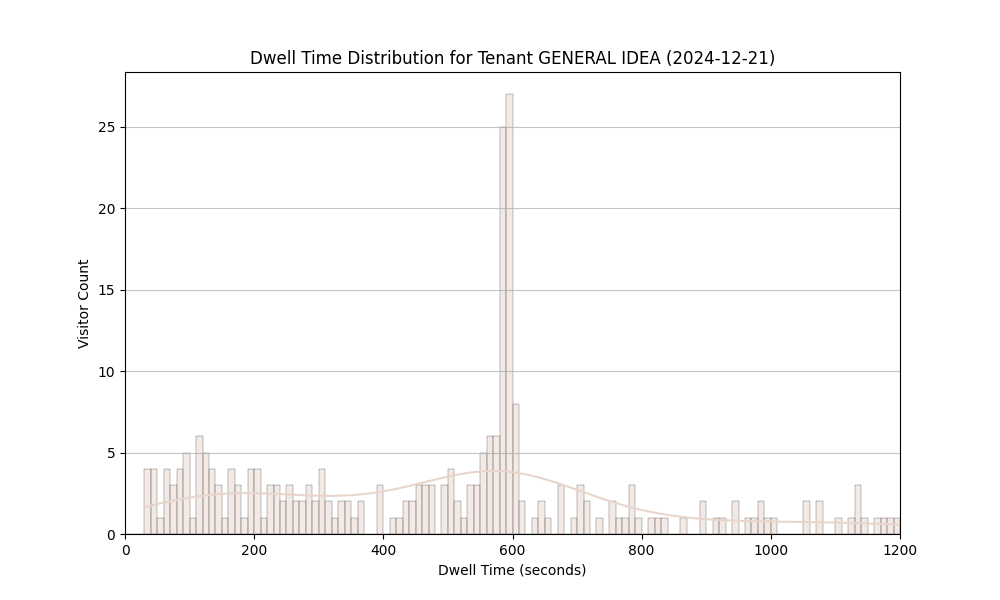 Dwell Time Distribution for Tenant GENERAL IDEA (2024-12-21)
Visitor Count
25
20
15
10
5
0
0 200 400 600 800 1000 1200
Dwell Time (seconds)